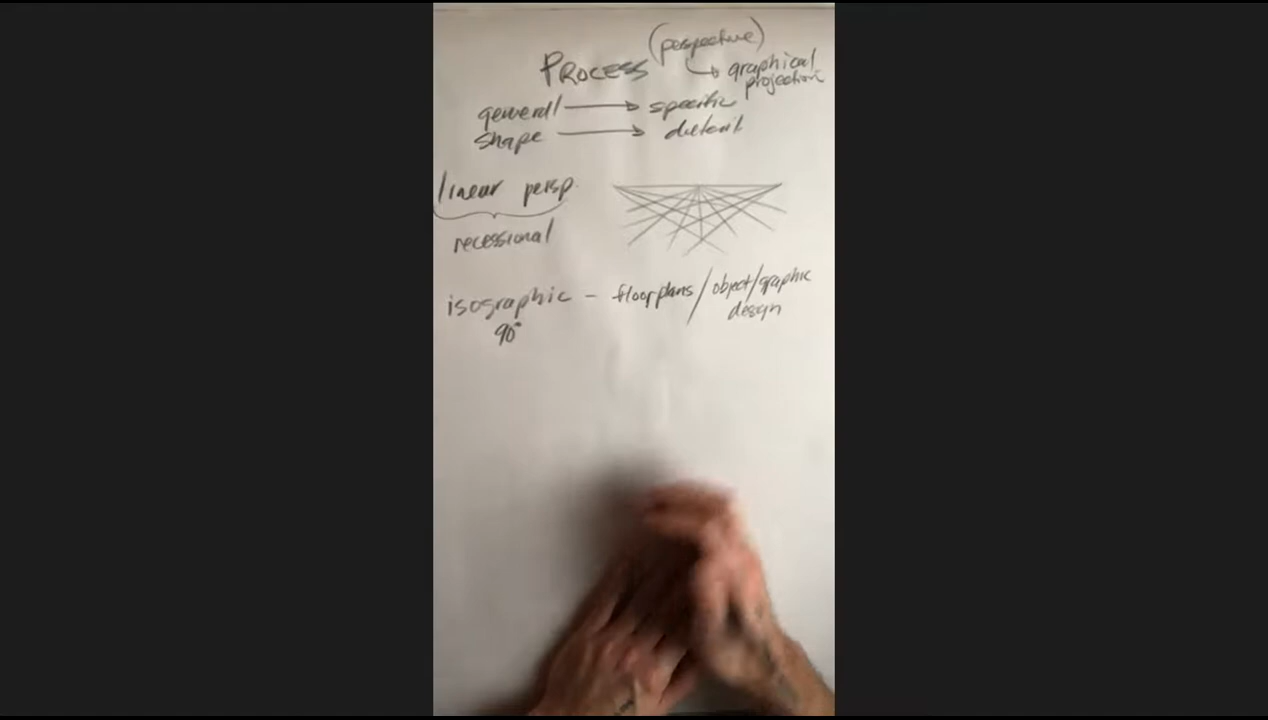 (perspective)
PROCESS ↳ graphical
projection
general → specific
shape → detail
linear persp.
recessional
isographic - floorplans/object/graphic
90° design